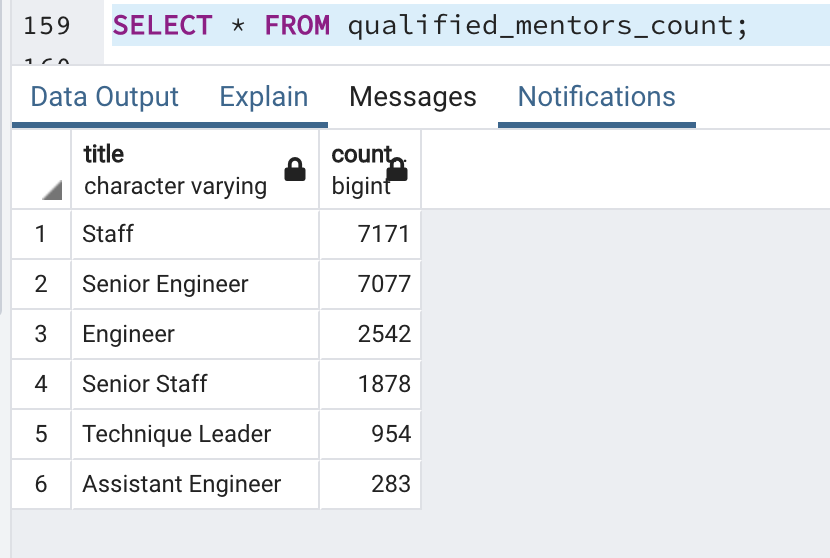 159 SELECT * FROM qualified_mentors_count;
Data Output Explain Messages Notifications
title count
character varying bigint
1 Staff 7171
2 Senior Engineer 7077
3 Engineer 2542
4 Senior Staff 1878
5 Technique Leader 954
6 Assistant Engineer 283